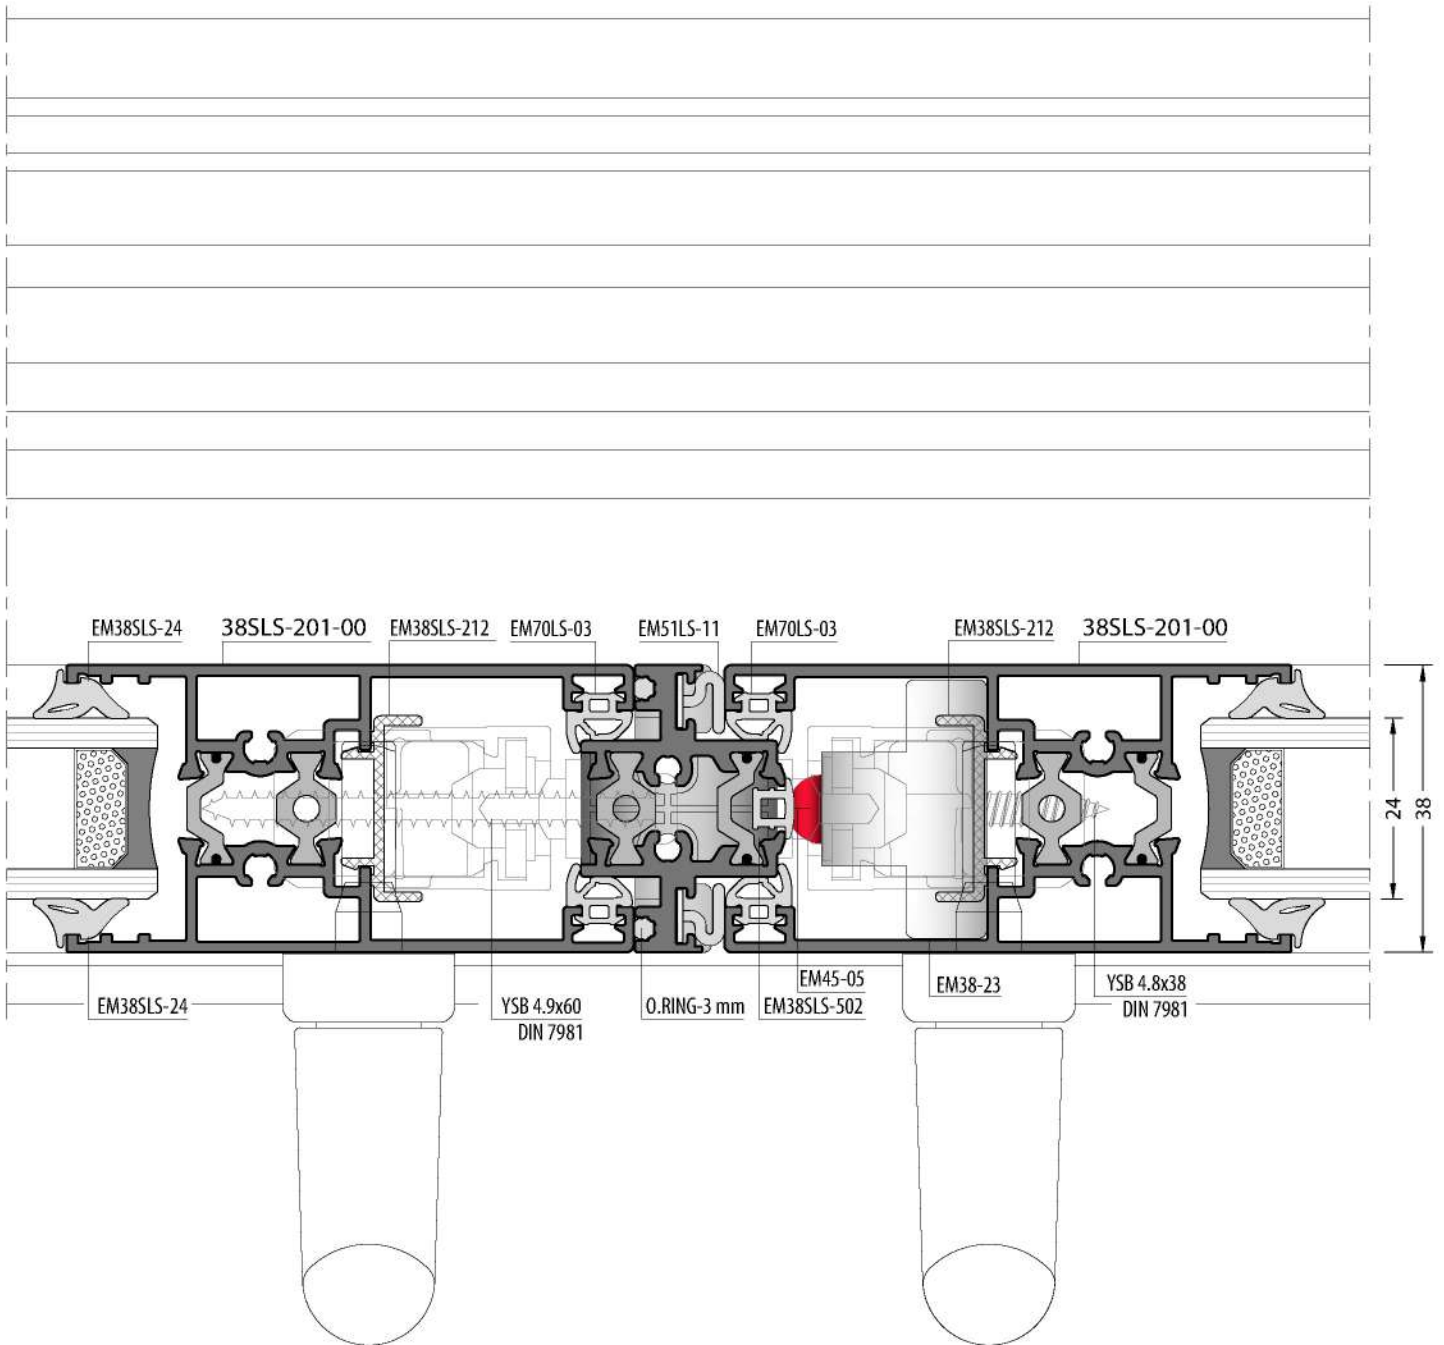 EM38SLS-24
38SLS-201-00
EM38SLS-212
EM70LS-03
EM51LS-11
EM70LS-03
EM38SLS-212
38SLS-201-00
24
38
EM38SLS-24
YSB 4.9x60
DIN 7981
O.RING-3 mm
EM45-05
EM38SLS-502
EM38-23
YSB 4.8x38
DIN 7981